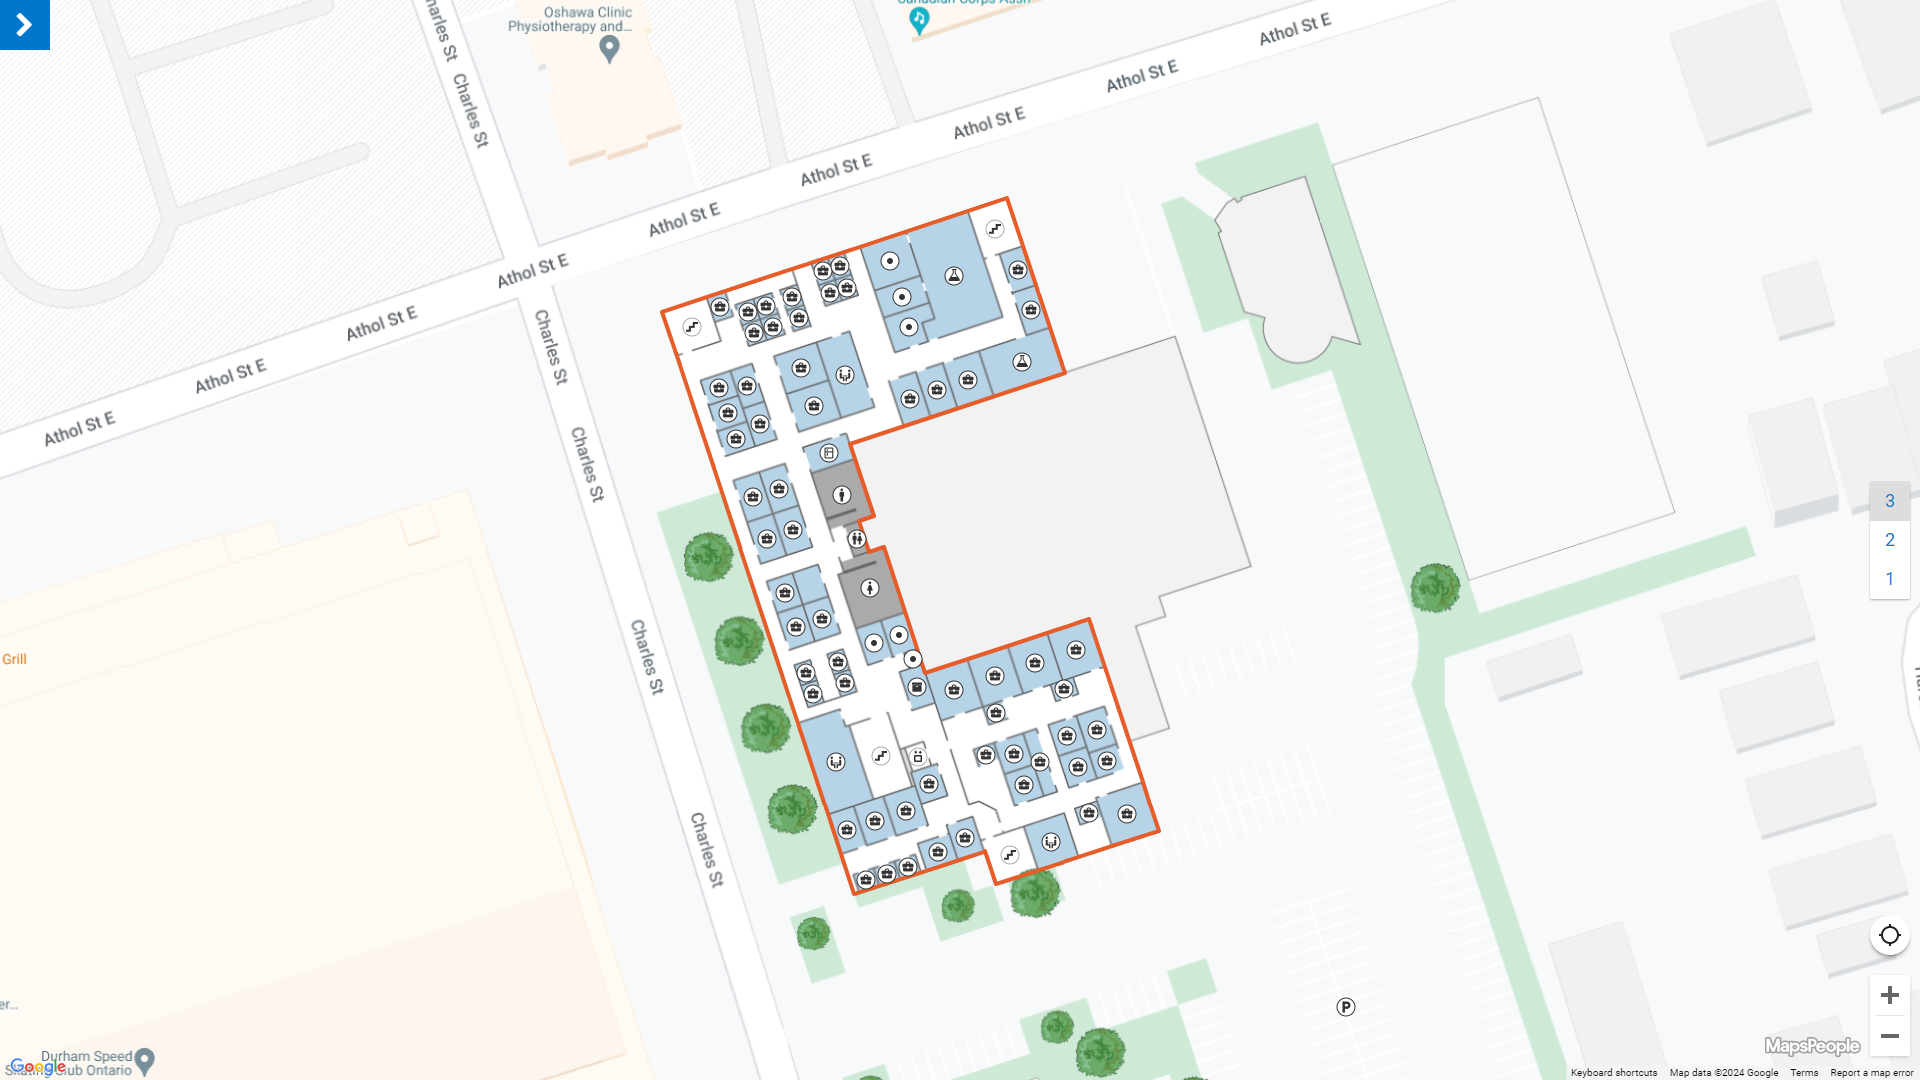 Canadian Corps Assn
Oshawa Clinic
Physiotherapy and...
Charles St
Charles St
Athol St E
Athol St E
Athol St E
Athol St E
Athol St E
Athol St E
Athol St E
Athol St E
Athol St E
Charles St
Charles St
Charles St
Charles St
3
2
1
Grill
er...
P
Durham Speed
Skating Club Ontario
Google
MapsPeople
Keyboard shortcuts
Map data ©2024 Google
Terms
Report a map error